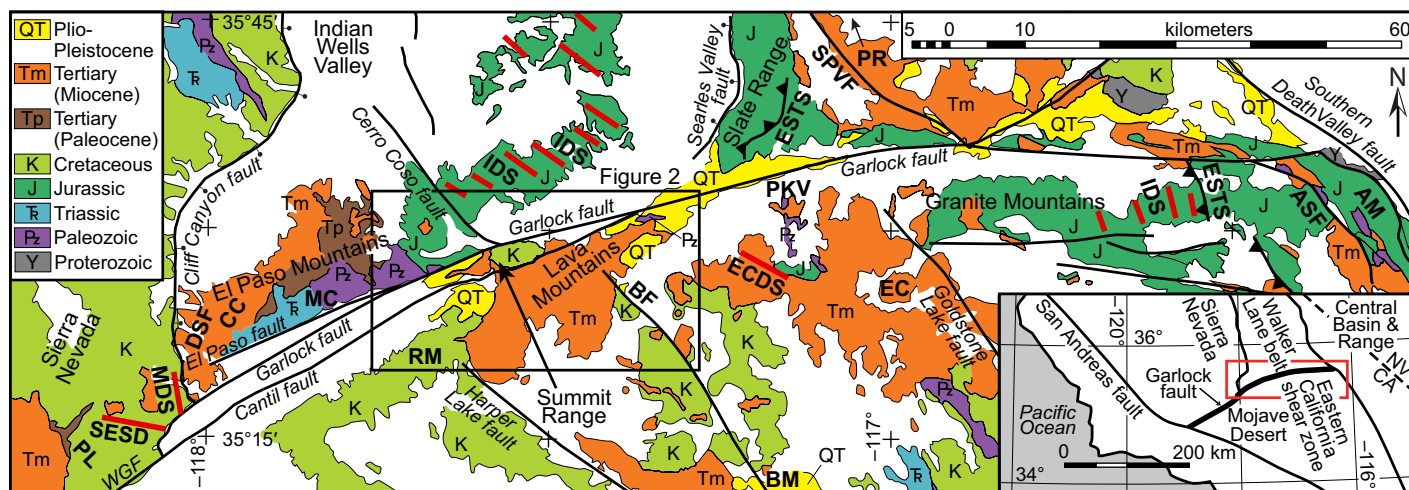 QT Plio-
Pleistocene
Tm Tertiary
(Miocene)
Tp Tertiary
(Paleocene)
K Cretaceous
J Jurassic
Ƭ Triassic
Pz Paleozoic
K Proterozoic
35°45'
Indian
Wells
Valley
Pz
Ƭ
K
J
J
J
J
Searles Valley
fault
J
Slate Range
ESTS
SPVF
PR
Tm
5 0 10 kilometers 60
K
Y
QT
QT
N
Southern
Death Valley fault
Y
Cliff Canyon fault
Cerro Coso fault
IDS
IDS
J
J
Figure 2
QT
J
Garlock fault
Tm
ESTS
IDS
J
J
ASF
AM
Tm
Granite Mountains
J
J
PKV
Pz
J
Tm
Tp
El Paso Mountains
Pz
Pz
J
Garlock fault
K
Lava
Mountains
QT
Pz
QT
Tm
BF
K
ECDS
Tm
EC
Goldstone
Lake fault
DSF
CC
Ƭ
MC
El Paso fault
Garlock fault
Cantil fault
RM
Summit
Range
Harper
Lake fault
Sierra
Nevada
K
K
MDS
SESD
PL
WGF
Tm
–118°
35°15'
K
K
K
K
Tm
BM
QT
–117°
Pz
Ƭ
K
San Andreas fault
–120°
36°
Sierra
Nevada
Walker
Lane belt
Central
Basin &
Range
NV
CA
Garlock
fault
Mojave
Desert
Eastern
California
shear zone
Pacific
Ocean
0 200 km
34°
–116°